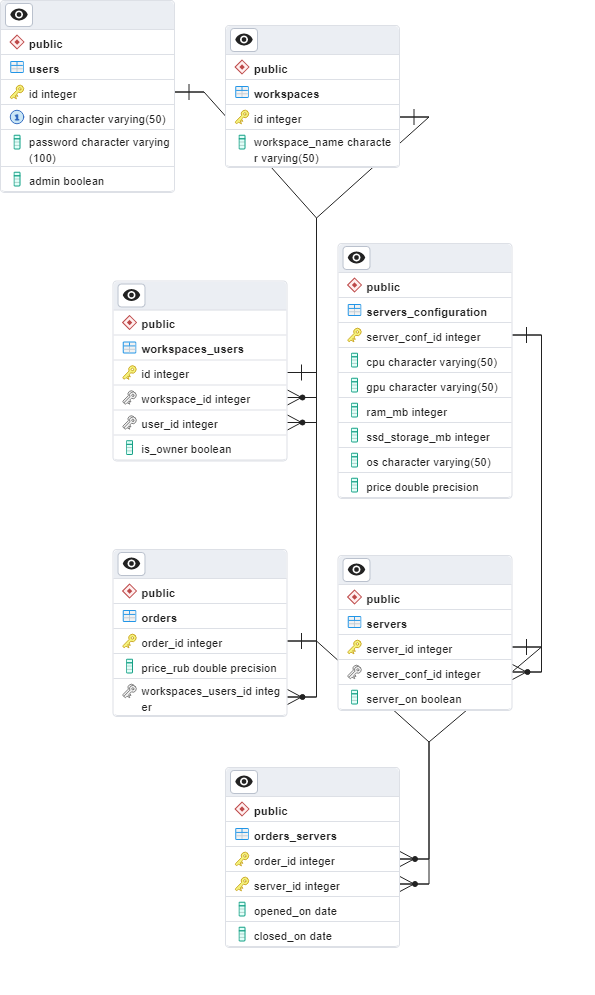 public
users
id integer
login character varying(50)
password character varying
(100)
admin boolean
public
workspaces
id integer
workspace_name characte
r varying(50)
public
workspaces_users
id integer
workspace_id integer
user_id integer
is_owner boolean
public
servers_configuration
server_conf_id integer
cpu character varying(50)
gpu character varying(50)
ram_mb integer
ssd_storage_mb integer
os character varying(50)
price double precision
public
orders
order_id integer
price_rub double precision
workspaces_users_id integ
er
public
servers
server_id integer
server_conf_id integer
server_on boolean
public
orders_servers
order_id integer
server_id integer
opened_on date
closed_on date